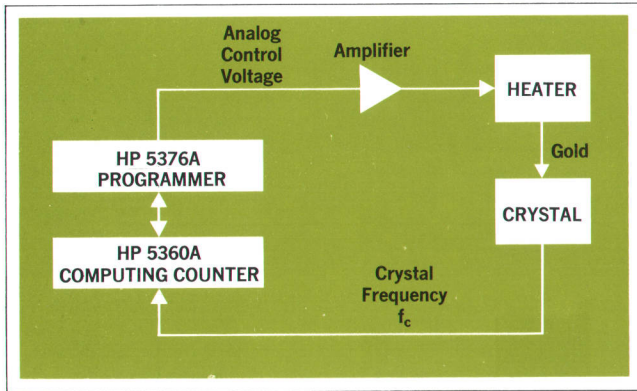 Analog
Control
Voltage
Amplifier
HEATER
Gold
CRYSTAL
HP 5376A
PROGRAMMER
HP 5360A
COMPUTING COUNTER
Crystal
Frequency
fc